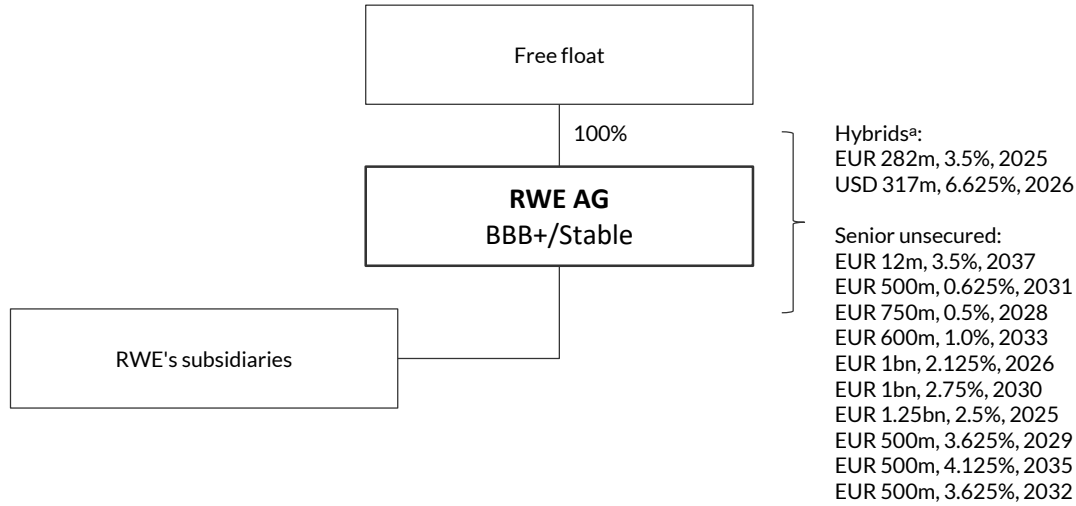 Free float
100%
RWE AG
BBB+/Stable
RWE's subsidiaries
Hybridsᵃ:
EUR 282m, 3.5%, 2025
USD 317m, 6.625%, 2026
Senior unsecured:
EUR 12m, 3.5%, 2037
EUR 500m, 0.625%, 2031
EUR 750m, 0.5%, 2028
EUR 600m, 1.0%, 2033
EUR 1bn, 2.125%, 2026
EUR 1bn, 2.75%, 2030
EUR 1.25bn, 2.5%, 2025
EUR 500m, 3.625%, 2029
EUR 500m, 4.125%, 2035
EUR 500m, 3.625%, 2032